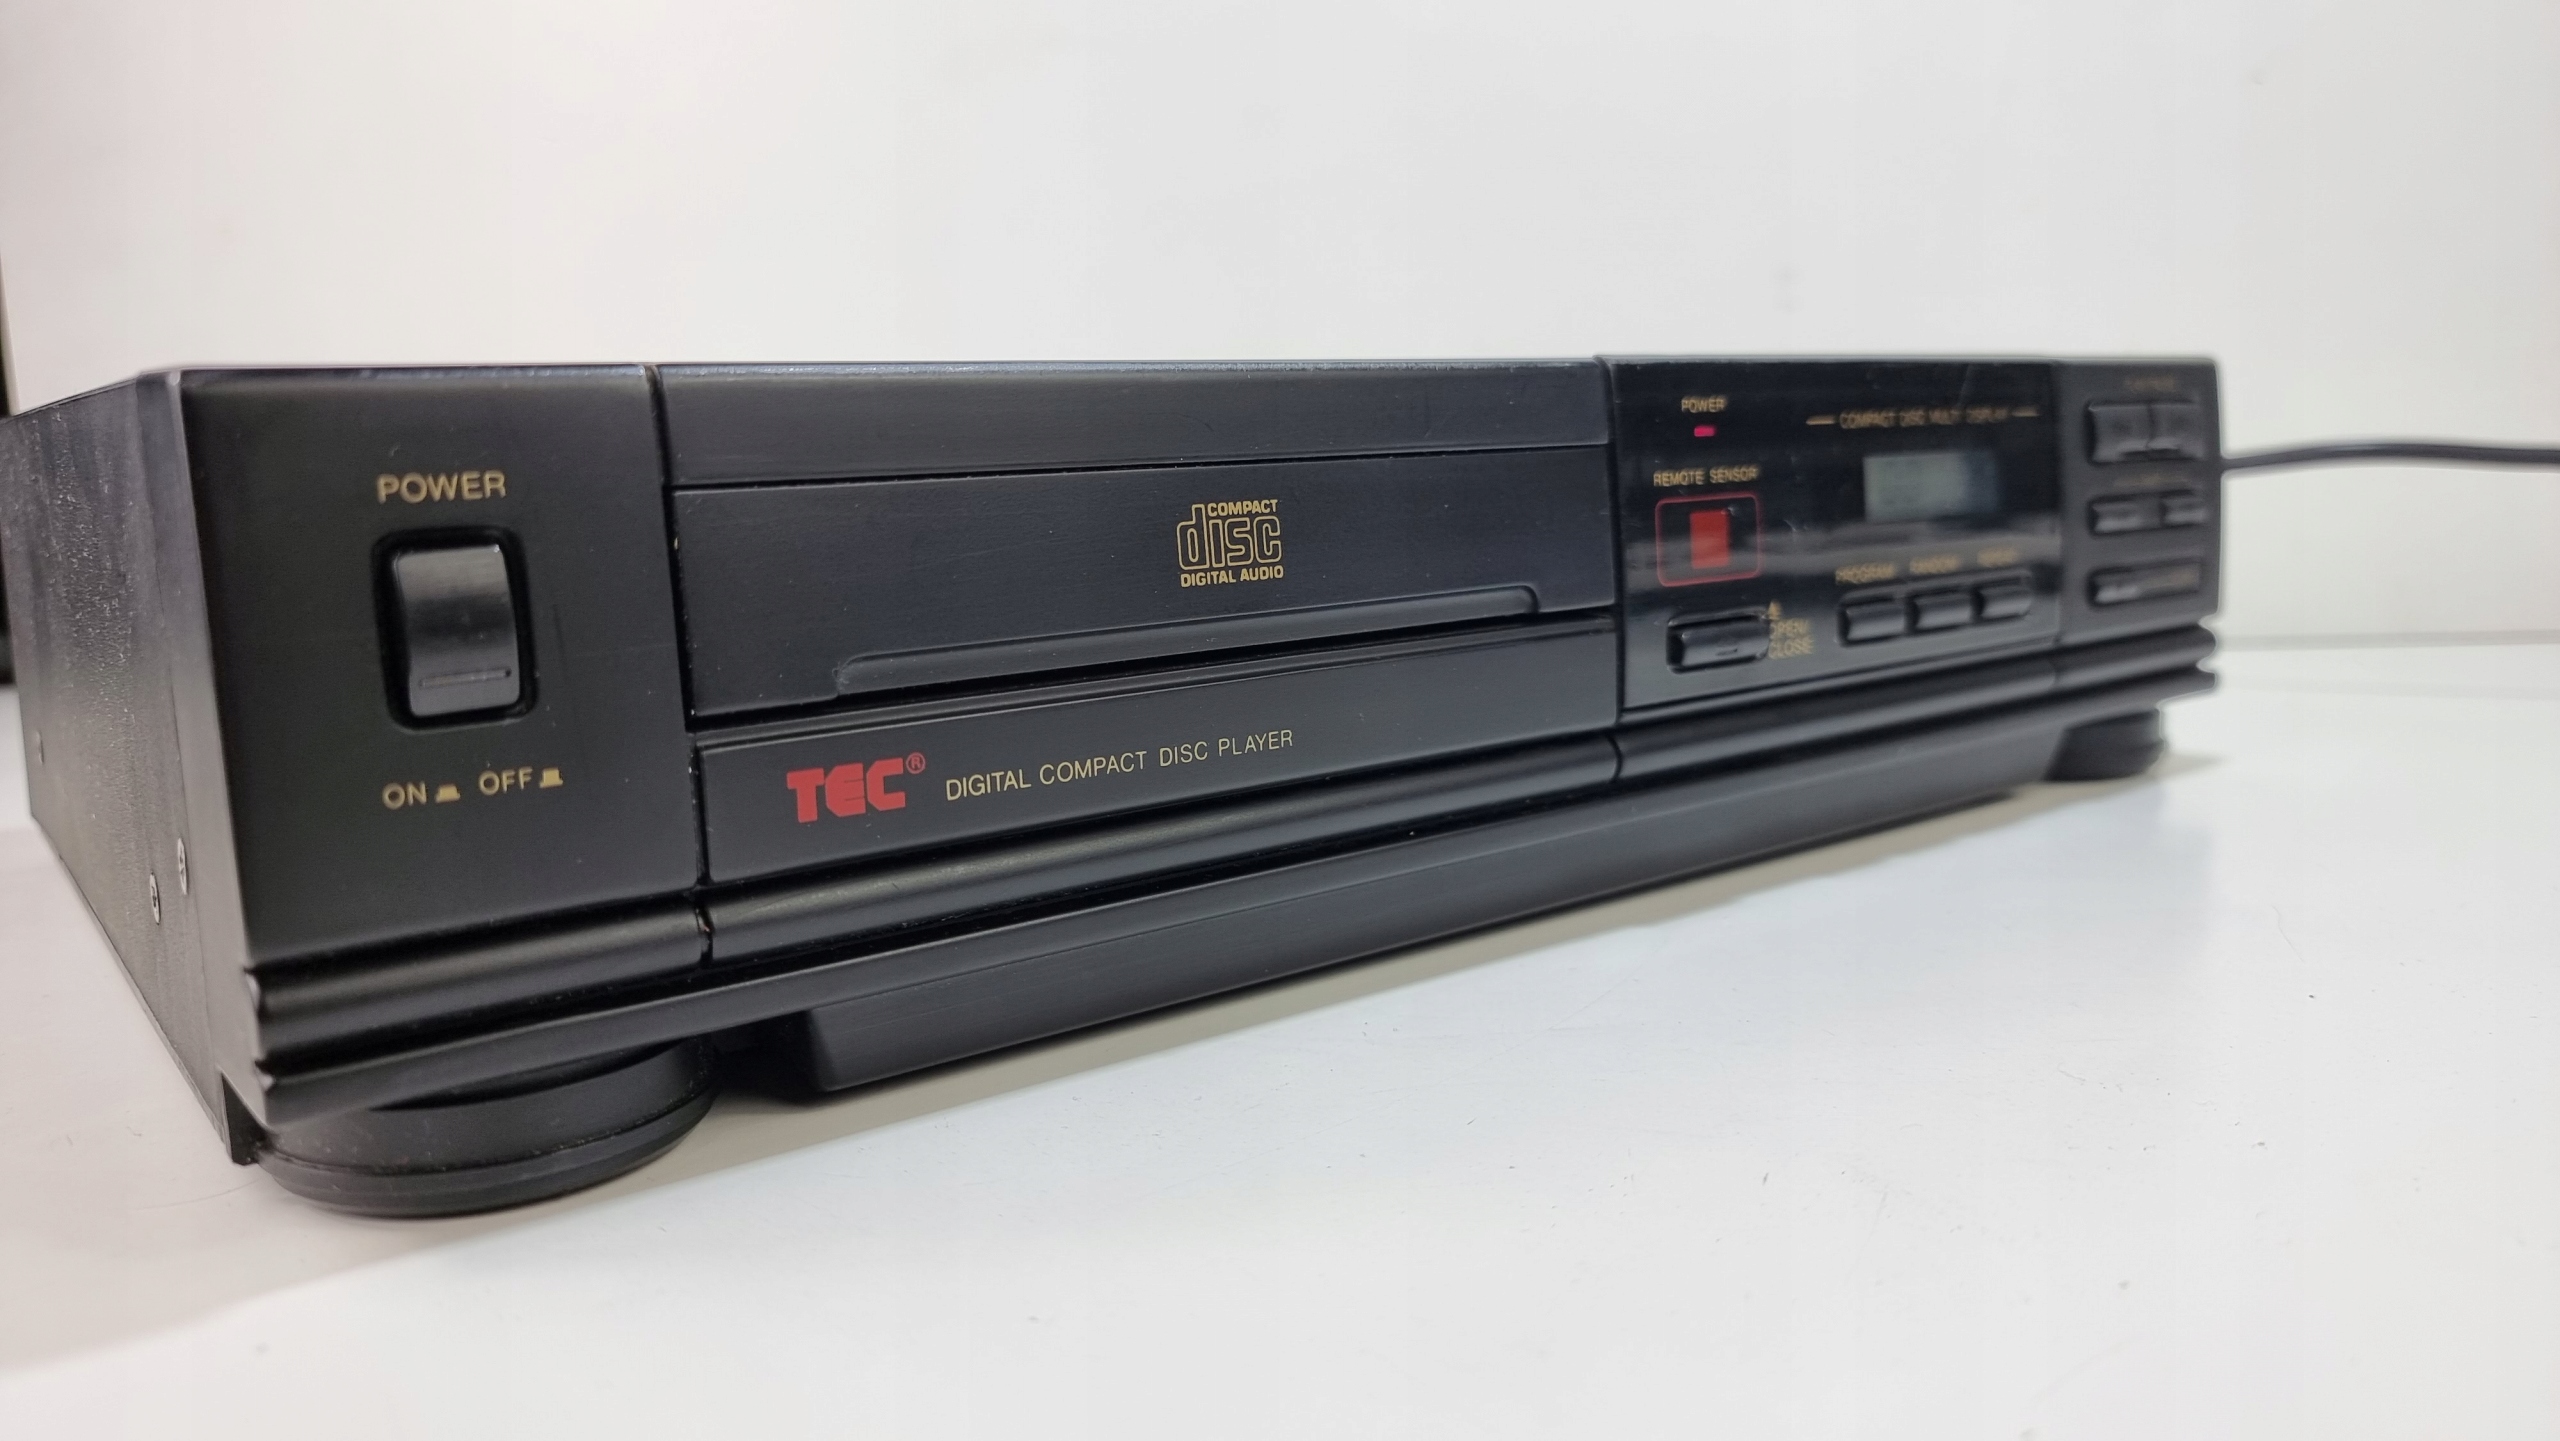 POWER
ON OFF
COMPACT
disc
DIGITAL AUDIO
TEC® DIGITAL COMPACT DISC PLAYER
POWER
REMOTE SENSOR
OPEN/
CLOSE
COMPACT DISC MULTI DISPLAY
PROGRAM RANDOM